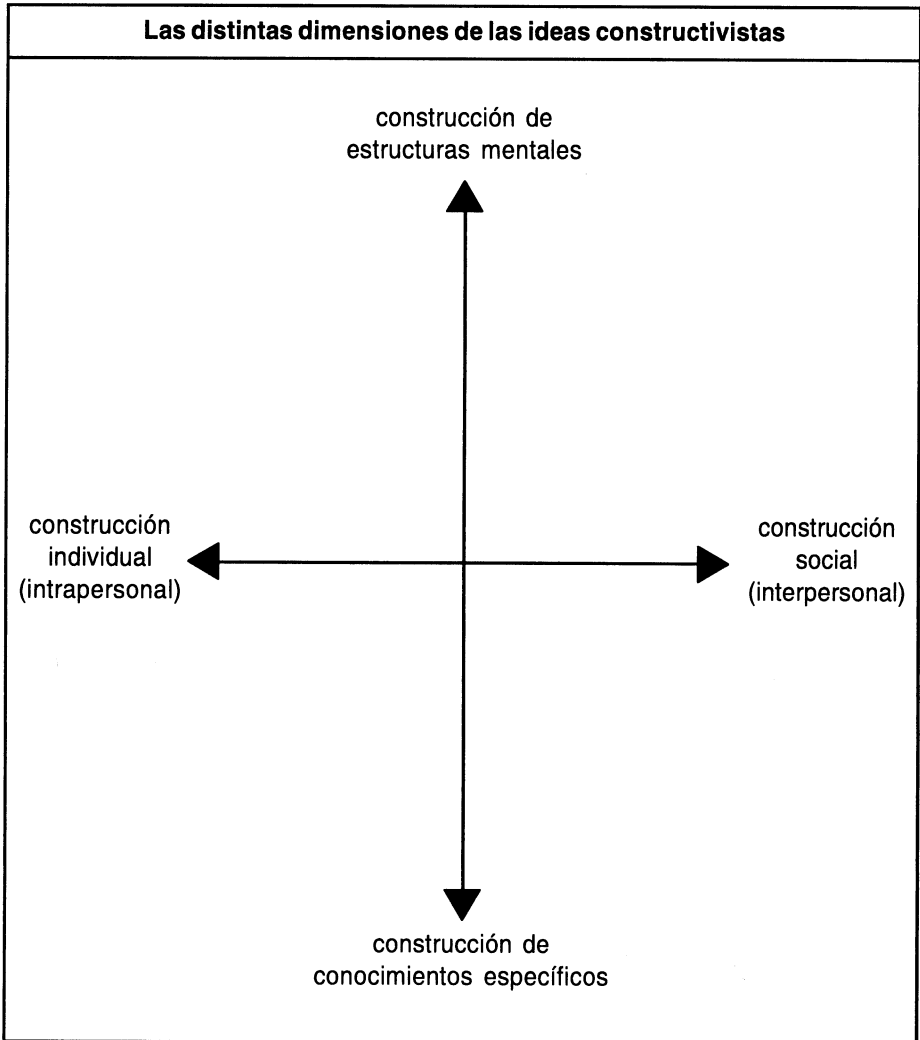 Las distintas dimensiones de las ideas constructivistas
construcción de
estructuras mentales
construcción
individual
(intrapersonal)
construcción
social
(interpersonal)
construcción de
conocimientos específicos